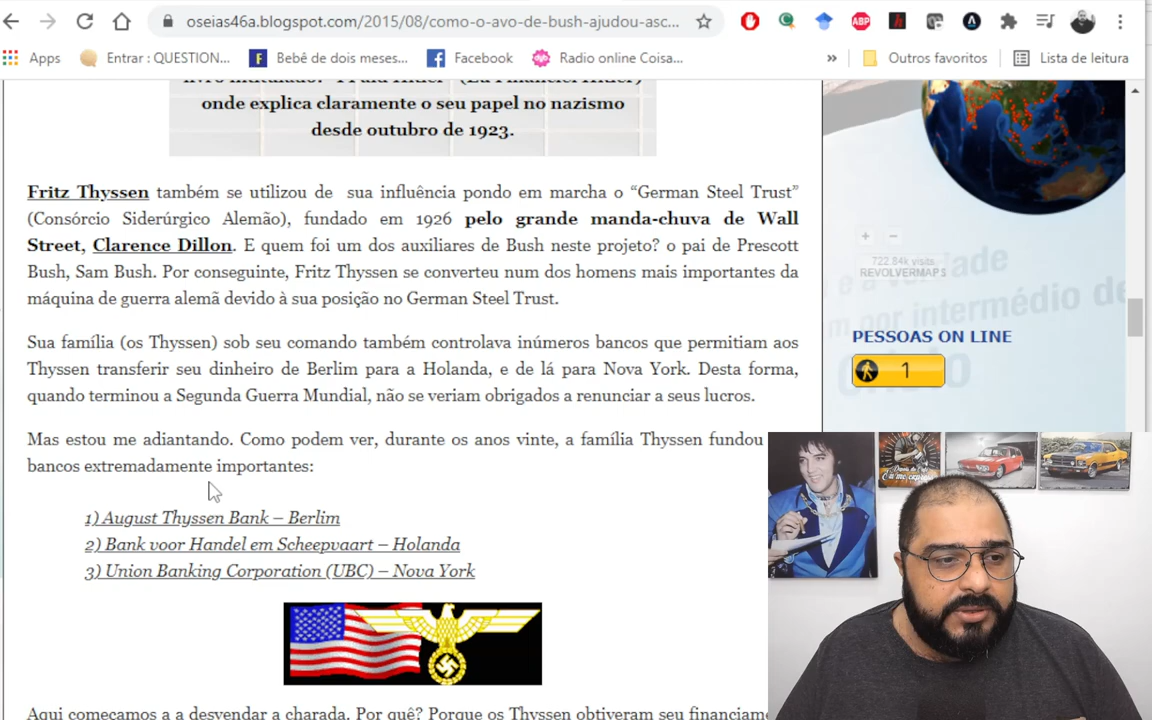 oseias46a.blogspot.com/2015/08/como-o-avo-de-bush-ajudou-asc...
ABP
Apps
Entrar : QUESTION...
Bebê de dois meses...
Facebook
Radio online Coisa...
»
Outros favoritos
Lista de leitura
onde explica claramente o seu papel no nazismo
desde outubro de 1923.
Fritz Thyssen também se utilizou de sua influência pondo em marcha o “German Steel Trust”
(Consórcio Siderúrgico Alemão), fundado em 1926 pelo grande manda-chuva de Wall
Street, Clarence Dillon. E quem foi um dos auxiliares de Bush neste projeto? o pai de Prescott
Bush, Sam Bush. Por conseguinte, Fritz Thyssen se converteu num dos homens mais importantes da
máquina de guerra alemã devido à sua posição no German Steel Trust.
Sua família (os Thyssen) sob seu comando também controlava inúmeros bancos que permitiam aos
Thyssen transferir seu dinheiro de Berlim para a Holanda, e de lá para Nova York. Desta forma,
quando terminou a Segunda Guerra Mundial, não se veriam obrigados a renunciar a seus lucros.
Mas estou me adiantando. Como podem ver, durante os anos vinte, a família Thyssen fundou
bancos extremadamente importantes:
1) August Thyssen Bank – Berlim
2) Bank voor Handel em Scheepvaart – Holanda
3) Union Banking Corporation (UBC) – Nova York
Aqui começamos a a desvendar a charada. Por quê? Porque os Thyssen obtiveram seu financiame
722.84k visits
REVOLVERMAPS
por intermédio de
PESSOAS ON LINE
1